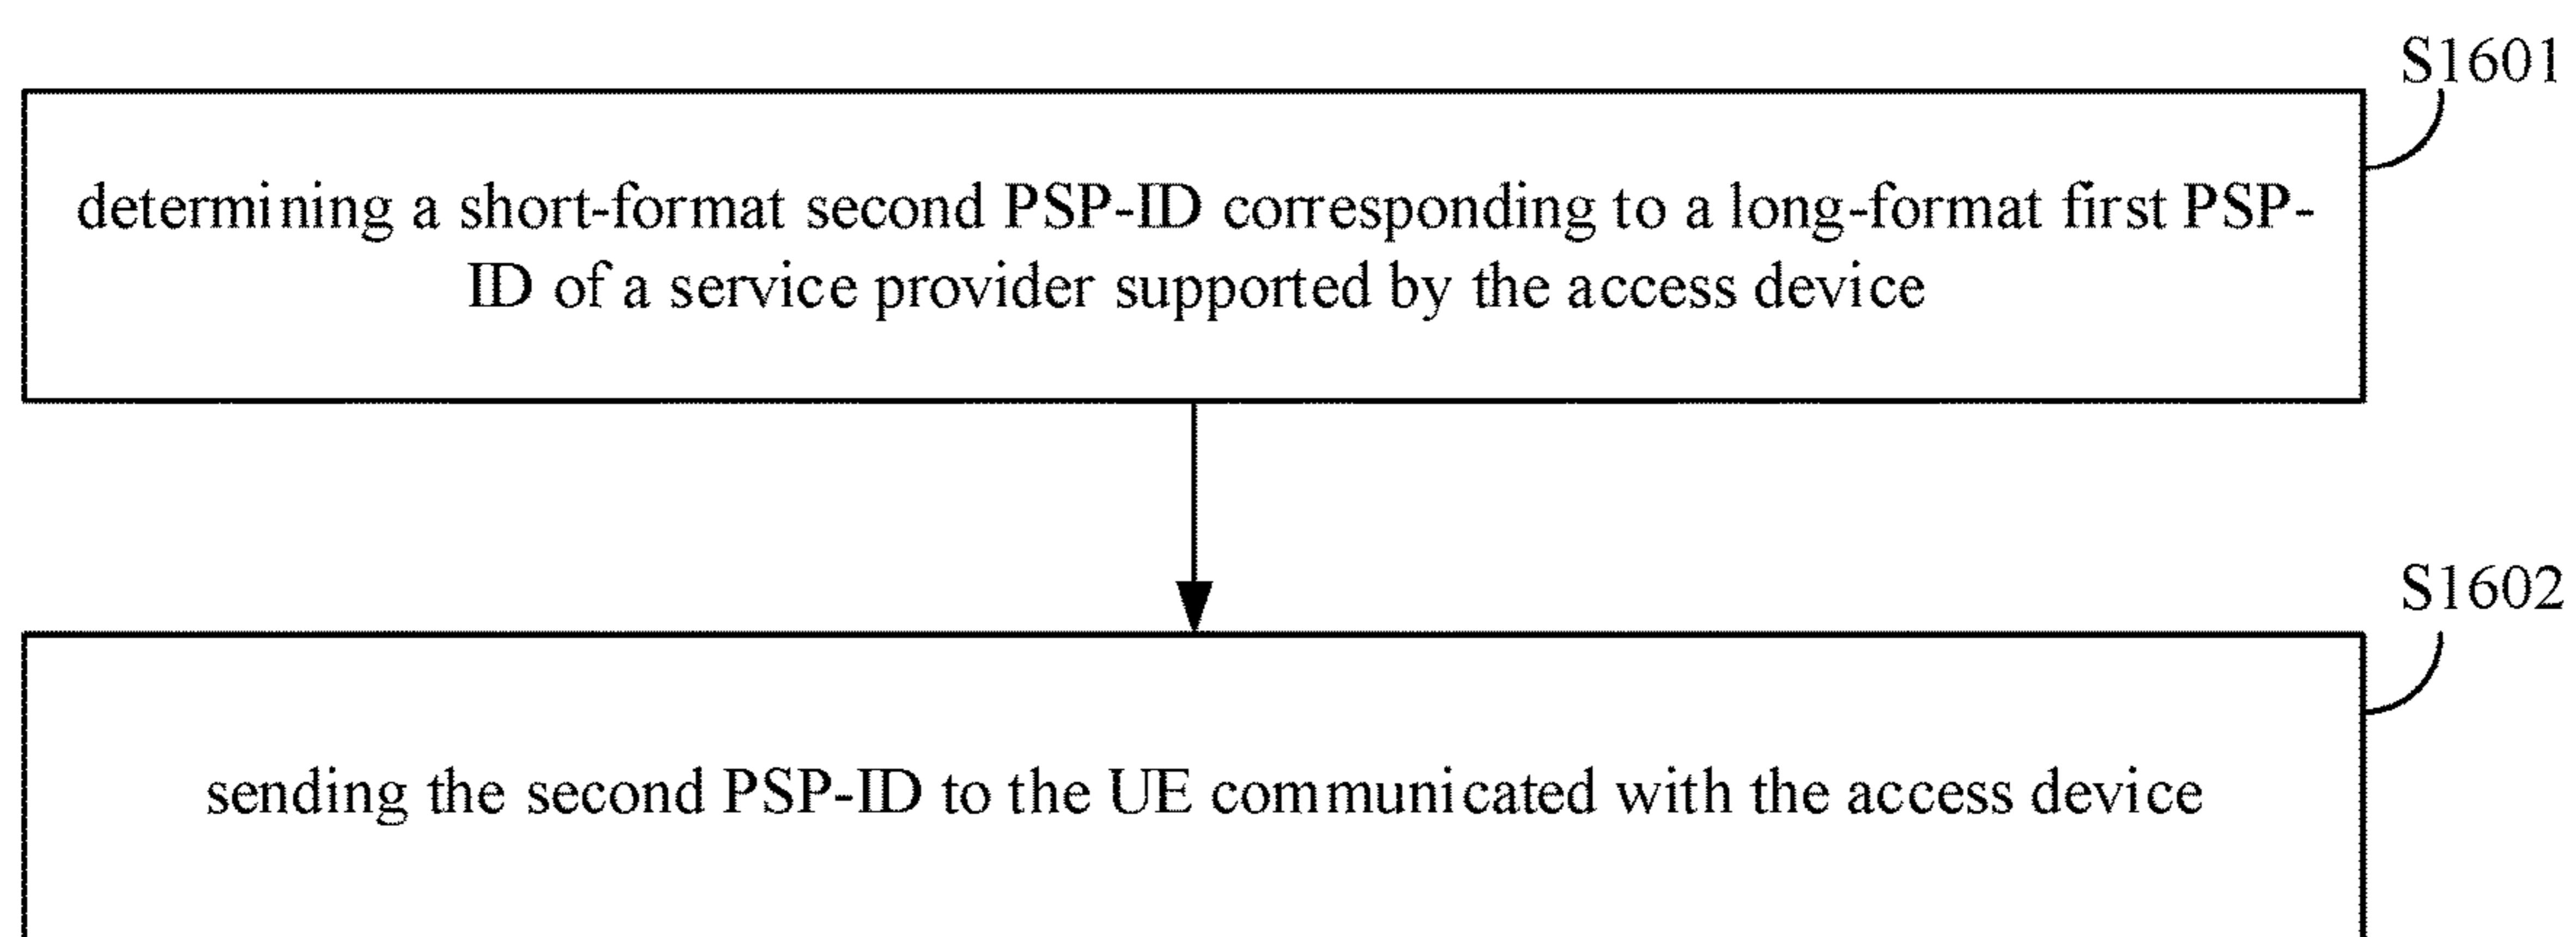 S1601
determining a short-format second PSP-ID corresponding to a long-format first PSP-
ID of a service provider supported by the access device
S1602
sending the second PSP-ID to the UE communicated with the access device